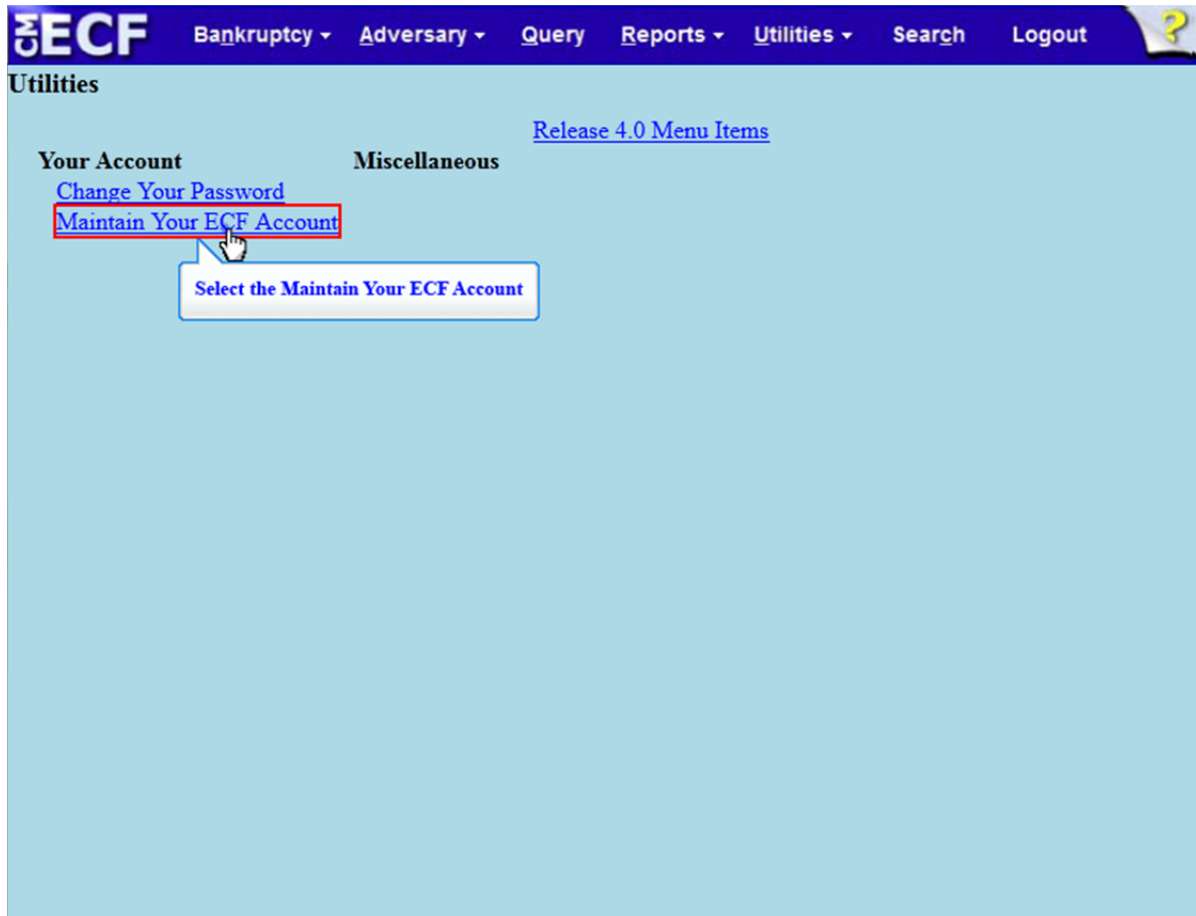 CM ECF Bankruptcy Adversary Query Reports Utilities Search Logout ?
Utilities
Release 4.0 Menu Items
Your Account Miscellaneous
Change Your Password
Maintain Your ECF Account
Select the Maintain Your ECF Account